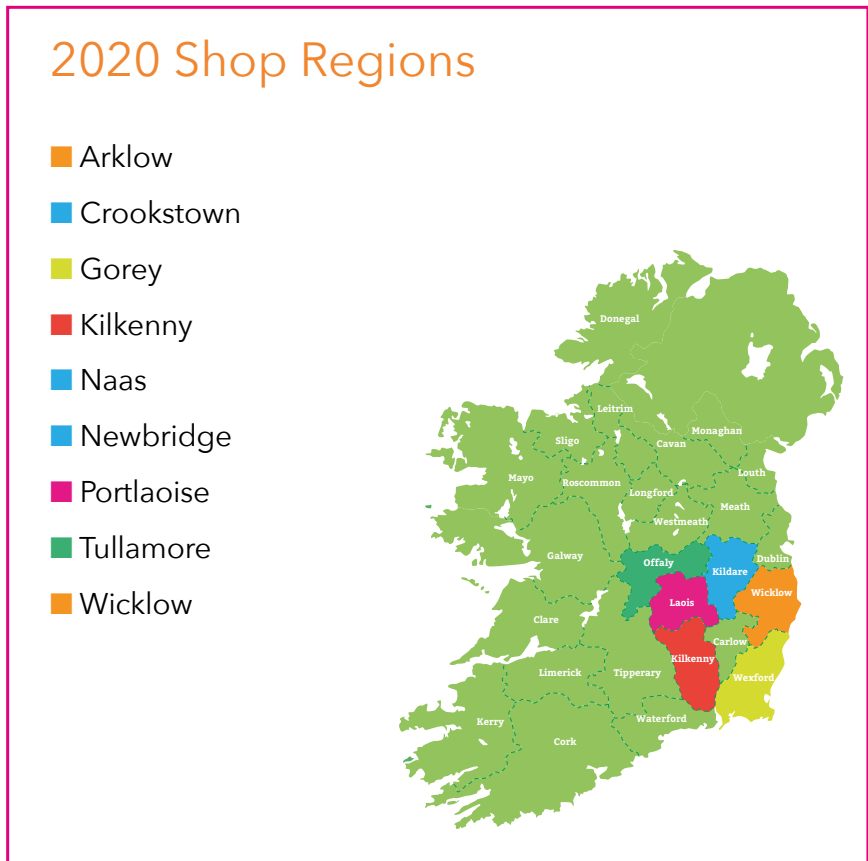 2020 Shop Regions
Arklow
Crookstown
Gorey
Kilkenny
Naas
Newbridge
Portlaoise
Tullamore
Wicklow
Donegal
Leitrim
Monaghan
Sligo
Cavan
Louth
Mayo
Roscommon
Longford
Meath
Westmeath
Galway
Offaly
Dublin
Kildare
Wicklow
Laois
Clare
Carlow
Kilkenny
Limerick
Tipperary
Wexford
Waterford
Kerry
Cork